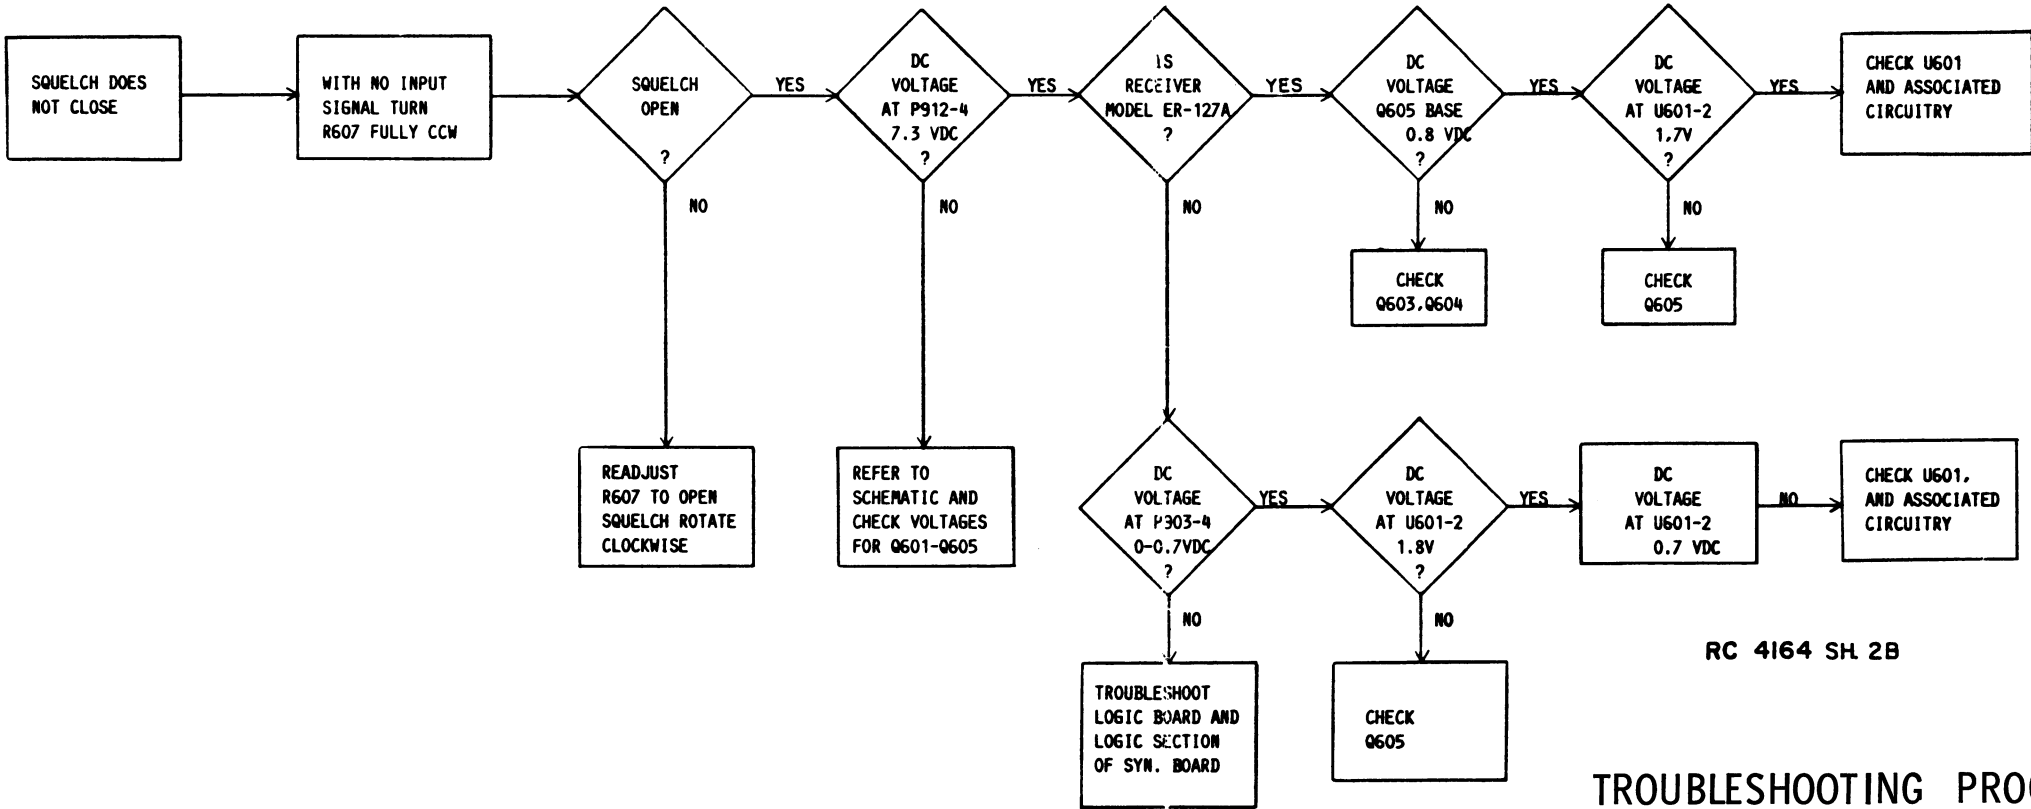 SQUELCH DOES
NOT CLOSE
WITH NO INPUT
SIGNAL TURN
R607 FULLY CCW
SQUELCH
OPEN
?
YES
NO
READJUST
R607 TO OPEN
SQUELCH ROTATE
CLOCKWISE
DC
VOLTAGE
AT P912-4
7.3 VDC
?
YES
NO
REFER TO
SCHEMATIC AND
CHECK VOLTAGES
FOR Q601-Q605
IS
RECEIVER
MODEL ER-127A
?
YES
NO
DC
VOLTAGE
Q605 BASE
0.8 VDC
?
YES
NO
CHECK
Q603,Q604
DC
VOLTAGE
AT U601-2
1.7V
?
YES
NO
CHECK
Q605
CHECK U601
AND ASSOCIATED
CIRCUITRY
DC
VOLTAGE
AT P303-4
0-0.7VDC
?
YES
NO
TROUBLESHOOT
LOGIC BOARD AND
LOGIC SECTION
OF SYN. BOARD
DC
VOLTAGE
AT U601-2
1.8V
?
YES
NO
CHECK
Q605
DC
VOLTAGE
AT U601-2
0.7 VDC
NO
CHECK U601,
AND ASSOCIATED
CIRCUITRY
RC 4164 SH. 2B
TROUBLESHOOTING